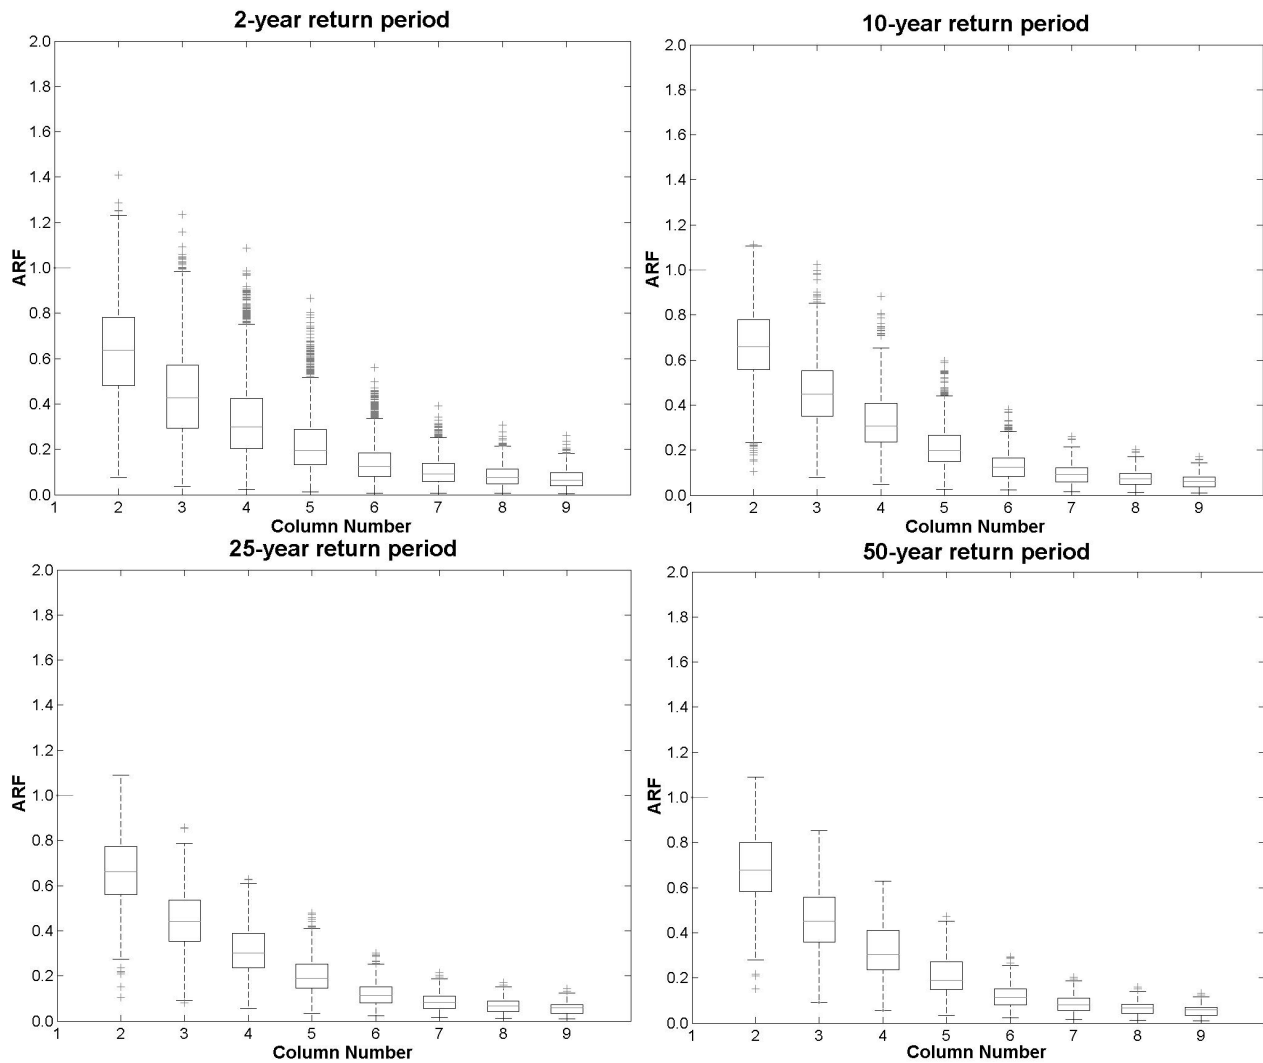 2-year return period
2.0
1.8
1.6
1.4
1.2
1.0
0.8
0.6
0.4
0.2
0.0
ARF
1 2 3 4 5 6 7 8 9
Column Number
10-year return period
2.0
1.8
1.6
1.4
1.2
1.0
0.8
0.6
0.4
0.2
0.0
ARF
1 2 3 4 5 6 7 8 9
Column Number
25-year return period
2.0
1.8
1.6
1.4
1.2
1.0
0.8
0.6
0.4
0.2
0.0
ARF
1 2 3 4 5 6 7 8 9
Column Number
50-year return period
2.0
1.8
1.6
1.4
1.2
1.0
0.8
0.6
0.4
0.2
0.0
ARF
1 2 3 4 5 6 7 8 9
Column Number